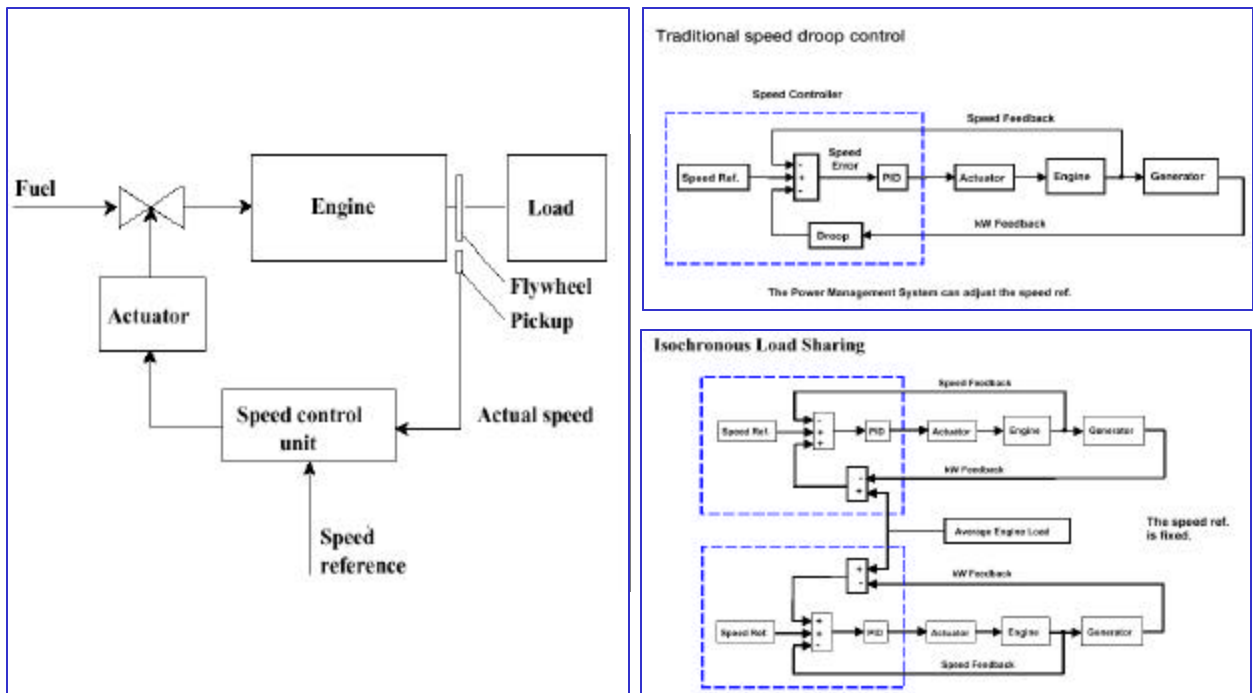 Fuel
Engine
Load
Flywheel
Pickup
Actuator
Speed control
unit
Actual speed
Speed
reference
Traditional speed droop control
Speed Controller
Speed Feedback
Speed Ref.
-
+
-
Speed
Error
PID
Actuator
Engine
Generator
Droop
kW Feedback
The Power Management System can adjust the speed ref.
Isochronous Load Sharing
Speed Feedback
Speed Ref.
-
+
+
PID
Actuator
Engine
Generator
-
+
kW Feedback
Average Engine Load
The speed ref.
is fixed.
+
-
kW Feedback
Speed Ref.
+
+
-
PID
Actuator
Engine
Generator
Speed Feedback